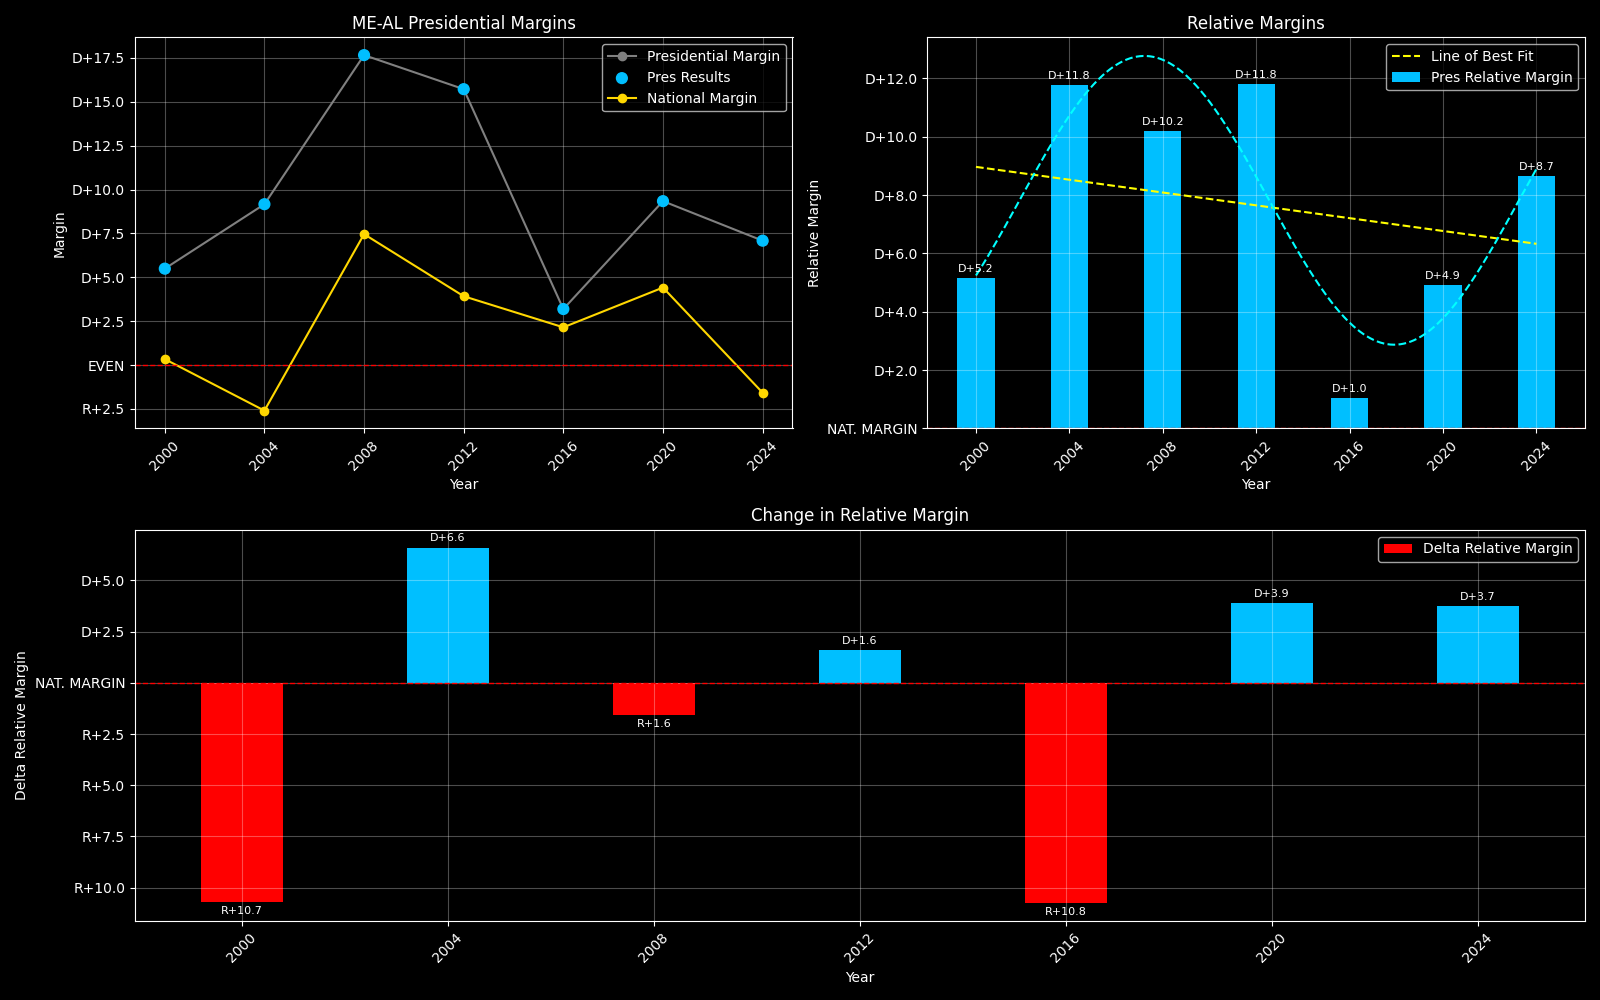 ME-AL Presidential Margins
Margin
D+17.5
D+15.0
D+12.5
D+10.0
D+7.5
D+5.0
D+2.5
EVEN
R+2.5
Presidential Margin
Pres Results
National Margin
2000
2004
2008
2012
2016
2020
2024
Year
Relative Margins
Relative Margin
D+12.0
D+10.0
D+8.0
D+6.0
D+4.0
D+2.0
NAT. MARGIN
Line of Best Fit
Pres Relative Margin
D+5.2
D+11.8
D+10.2
D+11.8
D+1.0
D+4.9
D+8.7
2000
2004
2008
2012
2016
2020
2024
Year
Change in Relative Margin
Delta Relative Margin
D+5.0
D+2.5
NAT. MARGIN
R+2.5
R+5.0
R+7.5
R+10.0
Delta Relative Margin
R+10.7
D+6.6
R+1.6
D+1.6
R+10.8
D+3.9
D+3.7
2000
2004
2008
2012
2016
2020
2024
Year